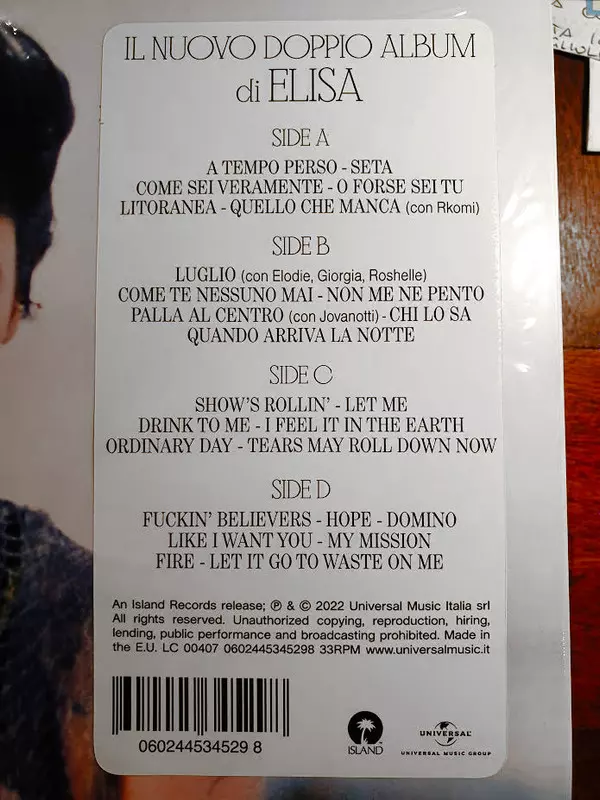 IL NUOVO DOPPIO ALBUM
di ELISA
SIDE A
A TEMPO PERSO - SETA
COME SEI VERAMENTE - O FORSE SEI TU
LITORANEA - QUELLO CHE MANCA (con Rkomi)
SIDE B
LUGLIO (con Elodie, Giorgia, Roshelle)
COME TE NESSUNO MAI - NON ME NE PENTO
PALLA AL CENTRO (con Jovanotti) - CHI LO SA
QUANDO ARRIVA LA NOTTE
SIDE C
SHOW'S ROLLIN' - LET ME
DRINK TO ME - I FEEL IT IN THE EARTH
ORDINARY DAY - TEARS MAY ROLL DOWN NOW
SIDE D
FUCKIN' BELIEVERS - HOPE - DOMINO
LIKE I WANT YOU - MY MISSION
FIRE - LET IT GO TO WASTE ON ME
An Island Records release; ℗ & © 2022 Universal Music Italia srl
All rights reserved. Unauthorized copying, reproduction, hiring,
lending, public performance and broadcasting prohibited. Made in
the E.U. LC 00407 0602445345298 33RPM www.universalmusic.it
060244534529 8
ISLAND
UNIVERSAL
UNIVERSAL MUSIC GROUP